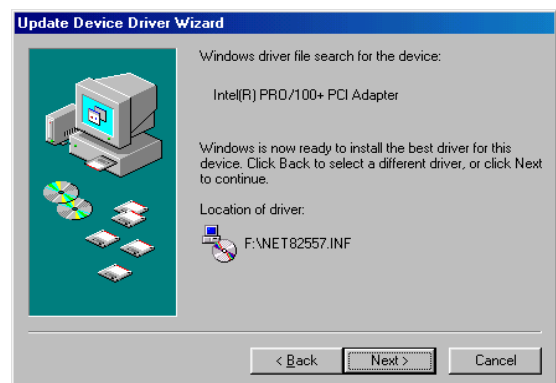 Update Device Driver Wizard
Windows driver file search for the device:
Intel(R) PRO/100+ PCI Adapter
Windows is now ready to install the best driver for this
device. Click Back to select a different driver, or click Next
to continue.
Location of driver:
F:\NET82557.INF
< Back
Next >
Cancel